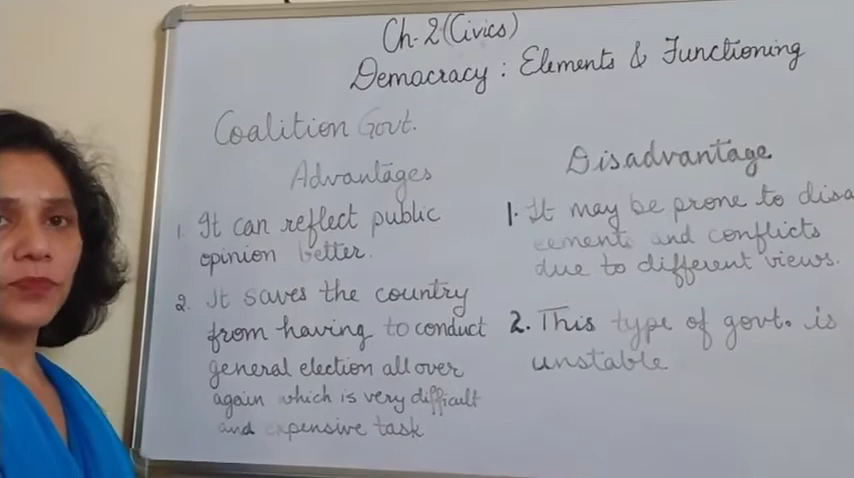 Ch-2(Civics)
Democracy : Elements & Functioning
Coalition Govt.
Advantages
1. It can reflect public
opinion better.
2. It saves the country
from having to conduct
general election all over
again which is very difficult
and expensive task
Disadvantage
1. It may be prone to disa
ements and conflicts
due to different views.
2. This type of govt. is
unstable